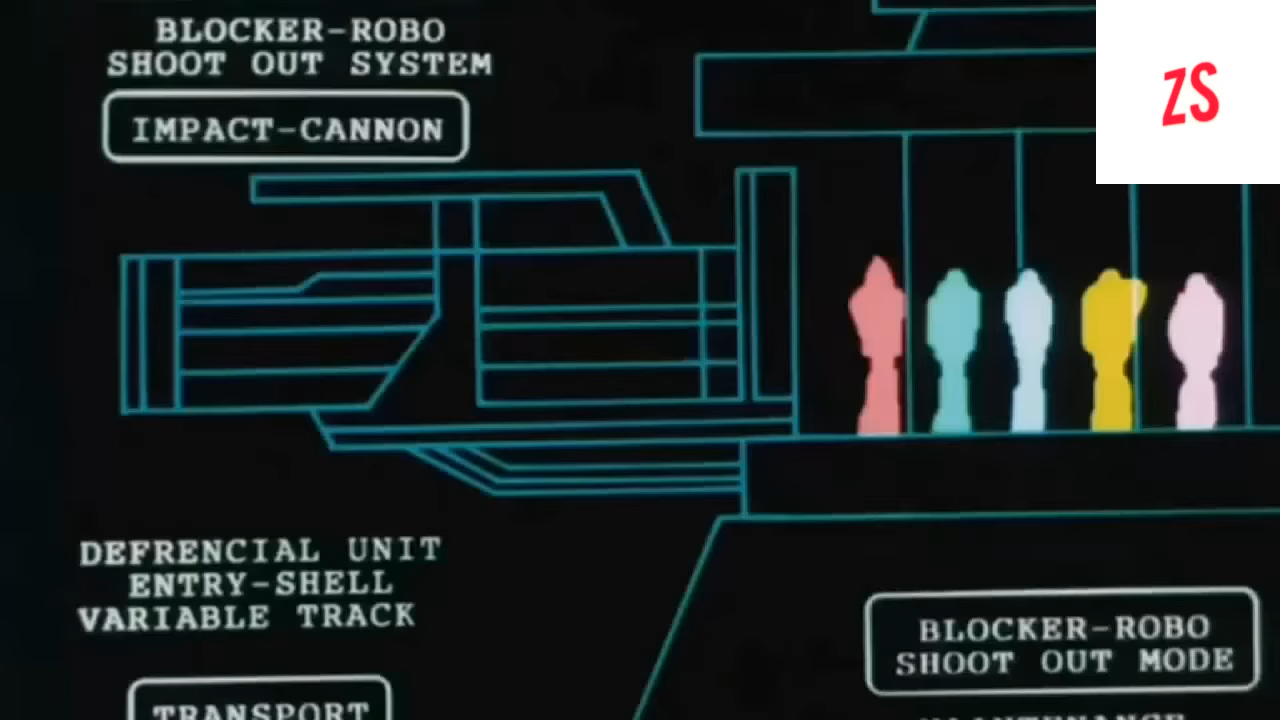 BLOCKER-ROBO
SHOOT OUT SYSTEM
IMPACT-CANNON
ZS
DEFRENCIAL UNIT
ENTRY-SHELL
VARIABLE TRACK
BLOCKER-ROBO
SHOOT OUT MODE
TRANSPORT
MAINTENANCE